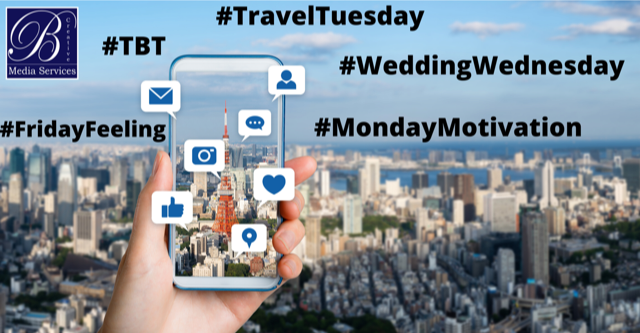 B
Creative
Media Services
#TravelTuesday
#TBT
#WeddingWednesday
#FridayFeeling
#MondayMotivation